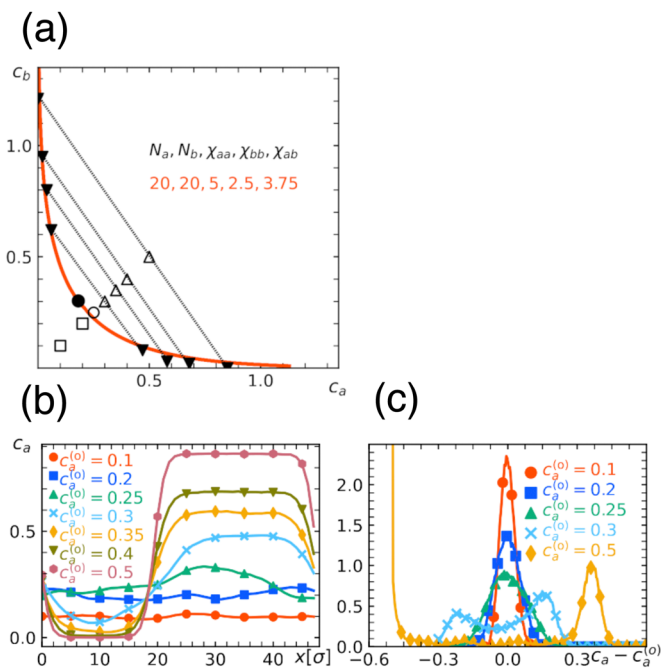 (a)
c_b
1.0
N_a, N_b, χ_aa, χ_bb, χ_ab
20, 20, 5, 2.5, 3.75
0.5
0.5 1.0 c_a
(b)
c_a
c_a^(o) = 0.1
c_a^(o) = 0.2
c_a^(o) = 0.25
c_a^(o) = 0.3
c_a^(o) = 0.35
c_a^(o) = 0.4
c_a^(o) = 0.5
0.5
0.0
0 10 20 30 40 x[σ]
(c)
2.0
1.5
1.0
0.5
0.0
c_a^(o) = 0.1
c_a^(o) = 0.2
c_a^(o) = 0.25
c_a^(o) = 0.3
c_a^(o) = 0.5
−0.6 −0.3 0.0 0.3 c_a − c_a^(o)